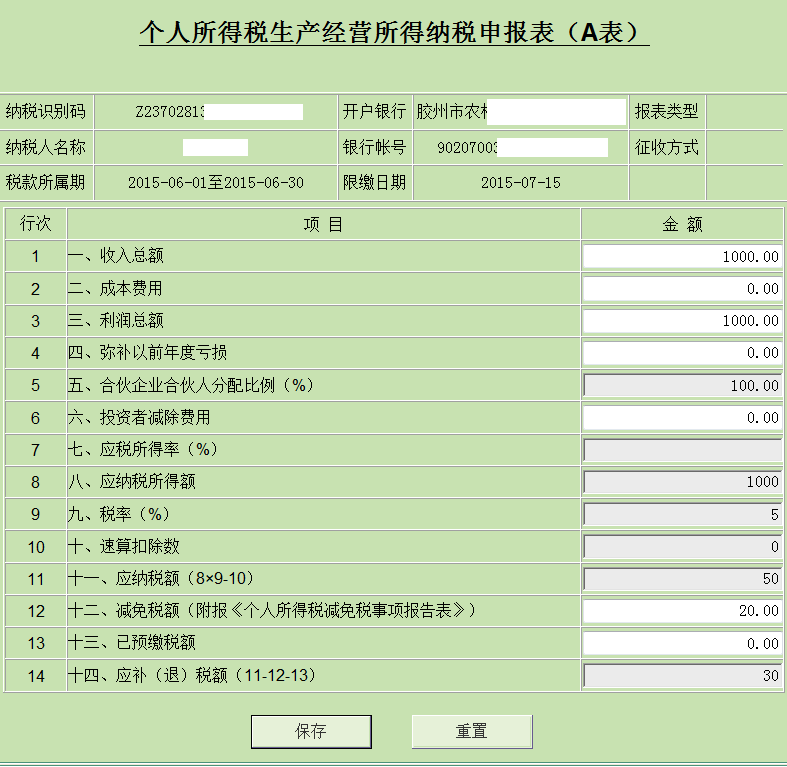 个人所得税生产经营所得纳税申报表（A表）
纳税识别码 Z23702813 开户银行 胶州市农 报表类型
纳税人名称 银行帐号 90207003 征收方式
税款所属期 2015-06-01至2015-06-30 限缴日期 2015-07-15
行次 项 目 金 额
1 一、收入总额 1000.00
2 二、成本费用 0.00
3 三、利润总额 1000.00
4 四、弥补以前年度亏损 0.00
5 五、合伙企业合伙人分配比例（%） 100.00
6 六、投资者减除费用 0.00
7 七、应税所得率（%）
8 八、应纳税所得额 1000
9 九、税率（%） 5
10 十、速算扣除数 0
11 十一、应纳税额（8×9-10） 50
12 十二、减免税额（附报《个人所得税减免税事项报告表》） 20.00
13 十三、已预缴税额 0.00
14 十四、应补（退）税额（11-12-13） 30
保存 重置